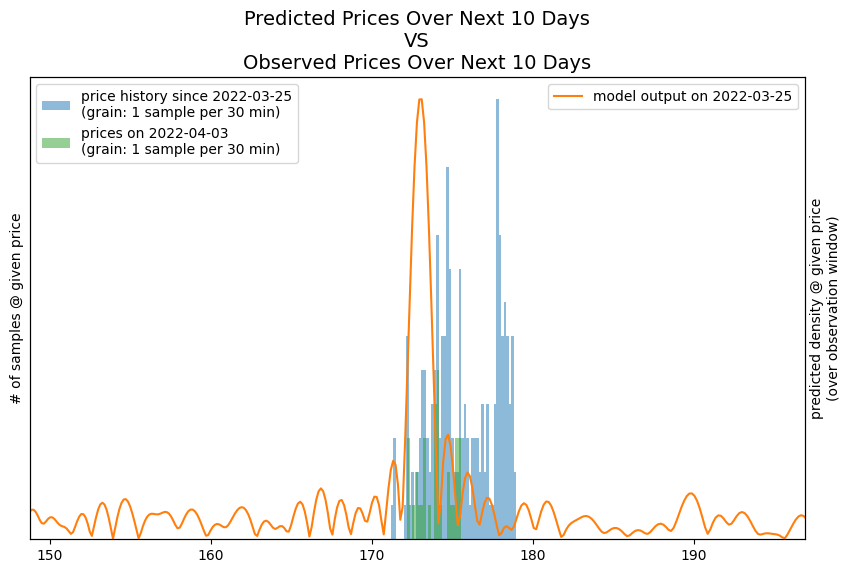 Predicted Prices Over Next 10 Days
VS
Observed Prices Over Next 10 Days
price history since 2022-03-25
(grain: 1 sample per 30 min)
prices on 2022-04-03
(grain: 1 sample per 30 min)
model output on 2022-03-25
# of samples @ given price
predicted density @ given price
(over observation window)
150
160
170
180
190